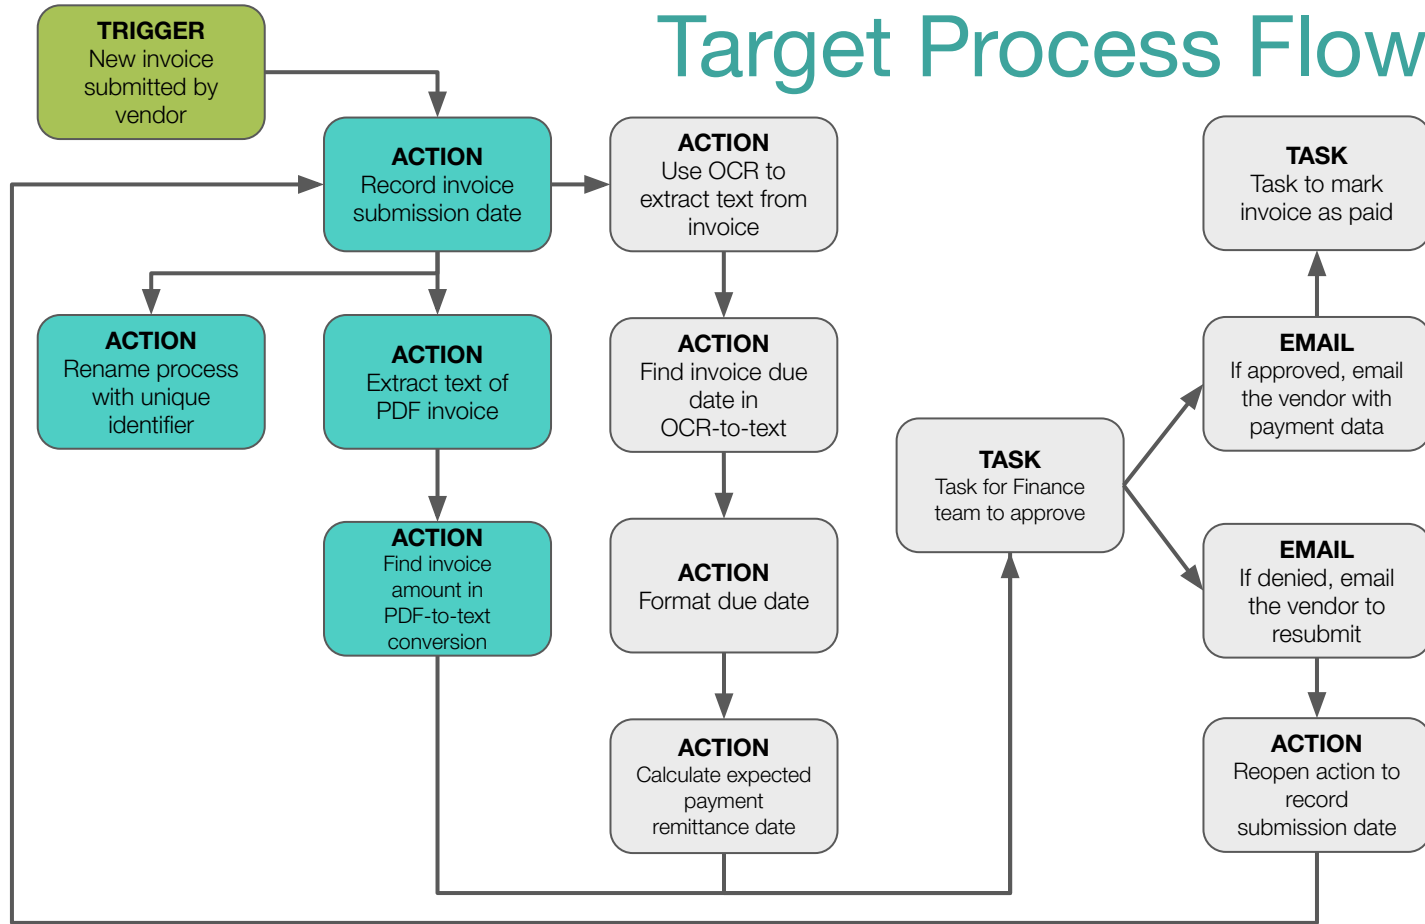 Target Process Flow
TRIGGER
New invoice
submitted by
vendor
ACTION
Record invoice
submission date
ACTION
Use OCR to
extract text from
invoice
TASK
Task to mark
invoice as paid
ACTION
Rename process
with unique
identifier
ACTION
Extract text of
PDF invoice
ACTION
Find invoice due
date in
OCR-to-text
EMAIL
If approved, email
the vendor with
payment data
TASK
Task for Finance
team to approve
ACTION
Find invoice
amount in
PDF-to-text
conversion
ACTION
Format due date
EMAIL
If denied, email
the vendor to
resubmit
ACTION
Calculate expected
payment
remittance date
ACTION
Reopen action to
record
submission date